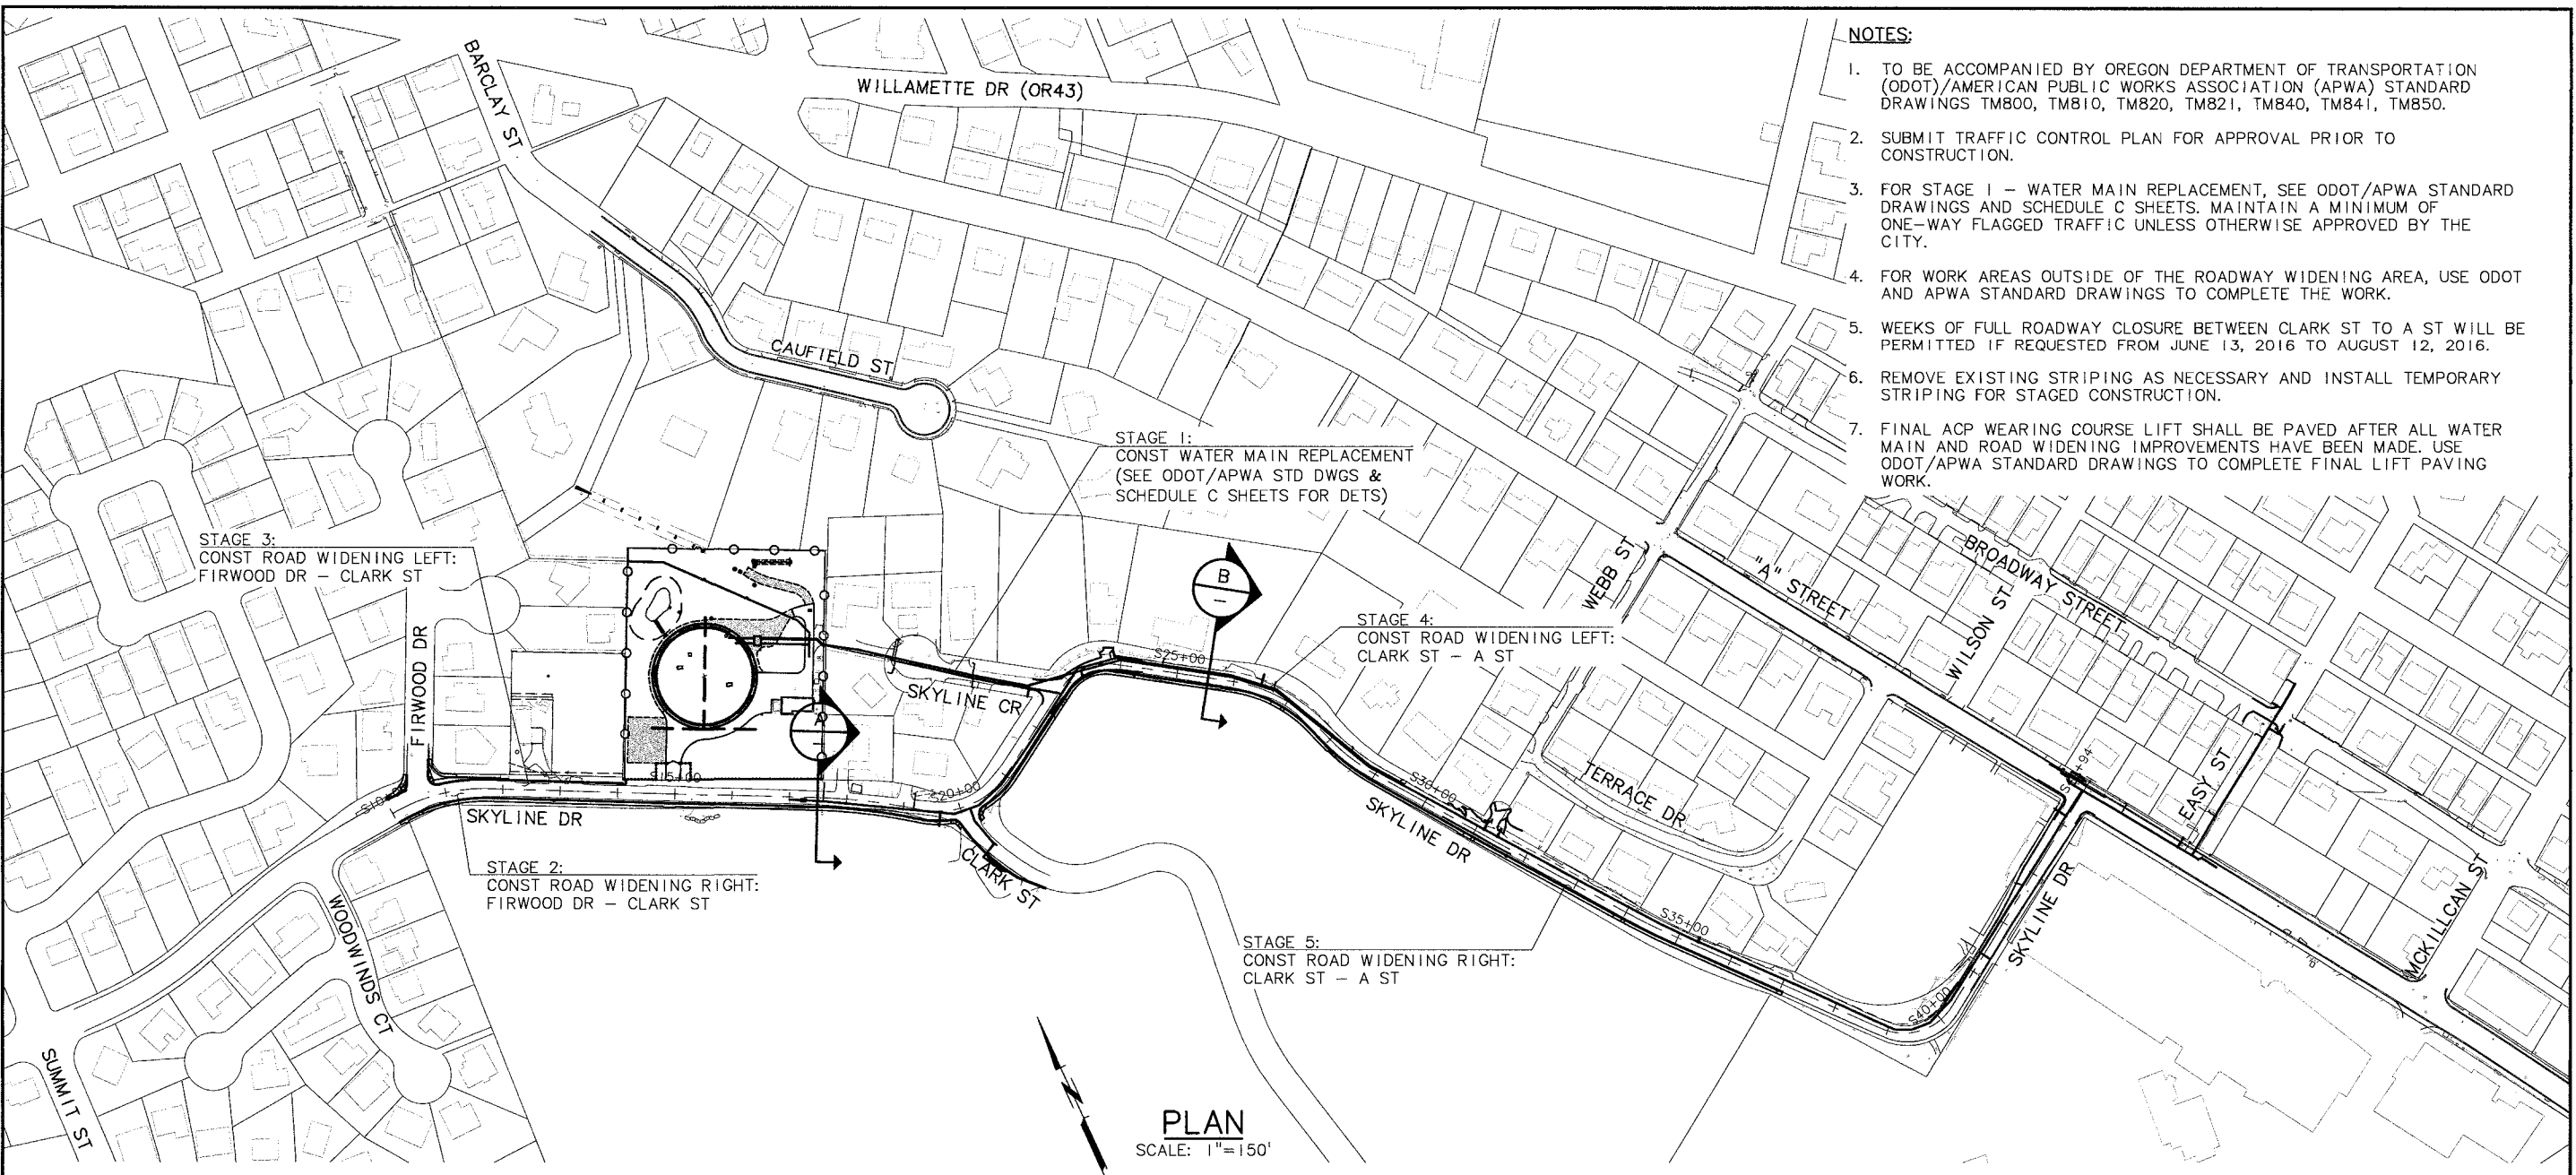 NOTES:
1. TO BE ACCOMPANIED BY OREGON DEPARTMENT OF TRANSPORTATION
(ODOT)/AMERICAN PUBLIC WORKS ASSOCIATION (APWA) STANDARD
DRAWINGS TM800, TM810, TM820, TM821, TM840, TM841, TM850.
2. SUBMIT TRAFFIC CONTROL PLAN FOR APPROVAL PRIOR TO
CONSTRUCTION.
3. FOR STAGE 1 – WATER MAIN REPLACEMENT, SEE ODOT/APWA STANDARD
DRAWINGS AND SCHEDULE C SHEETS. MAINTAIN A MINIMUM OF
ONE-WAY FLAGGED TRAFFIC UNLESS OTHERWISE APPROVED BY THE
CITY.
4. FOR WORK AREAS OUTSIDE OF THE ROADWAY WIDENING AREA, USE ODOT
AND APWA STANDARD DRAWINGS TO COMPLETE THE WORK.
5. WEEKS OF FULL ROADWAY CLOSURE BETWEEN CLARK ST TO A ST WILL BE
PERMITTED IF REQUESTED FROM JUNE 13, 2016 TO AUGUST 12, 2016.
6. REMOVE EXISTING STRIPING AS NECESSARY AND INSTALL TEMPORARY
STRIPING FOR STAGED CONSTRUCTION.
7. FINAL ACP WEARING COURSE LIFT SHALL BE PAVED AFTER ALL WATER
MAIN AND ROAD WIDENING IMPROVEMENTS HAVE BEEN MADE. USE
ODOT/APWA STANDARD DRAWINGS TO COMPLETE FINAL LIFT PAVING
WORK.
BARCLAY ST
WILLAMETTE DR (OR43)
CAUFIELD ST
STAGE 1:
CONST WATER MAIN REPLACEMENT
(SEE ODOT/APWA STD DWGS &
SCHEDULE C SHEETS FOR DETS)
STAGE 3:
CONST ROAD WIDENING LEFT:
FIRWOOD DR – CLARK ST
B
WEBB ST
"A" STREET
BROADWAY STREET
WILSON ST
STAGE 4:
CONST ROAD WIDENING LEFT:
CLARK ST – A ST
FIRWOOD DR
SKYLINE CR
A
S25+00
S15+00
S20+00
S30+00
TERRACE DR
EASY ST
SKYLINE DR
SKYLINE DR
CLARK ST
STAGE 2:
CONST ROAD WIDENING RIGHT:
FIRWOOD DR – CLARK ST
WOODWINDS CT
S35+00
SKYLINE DR
MCKILLCAN ST
STAGE 5:
CONST ROAD WIDENING RIGHT:
CLARK ST – A ST
S40+00
SUMMIT ST
N
PLAN
SCALE: 1"=150'